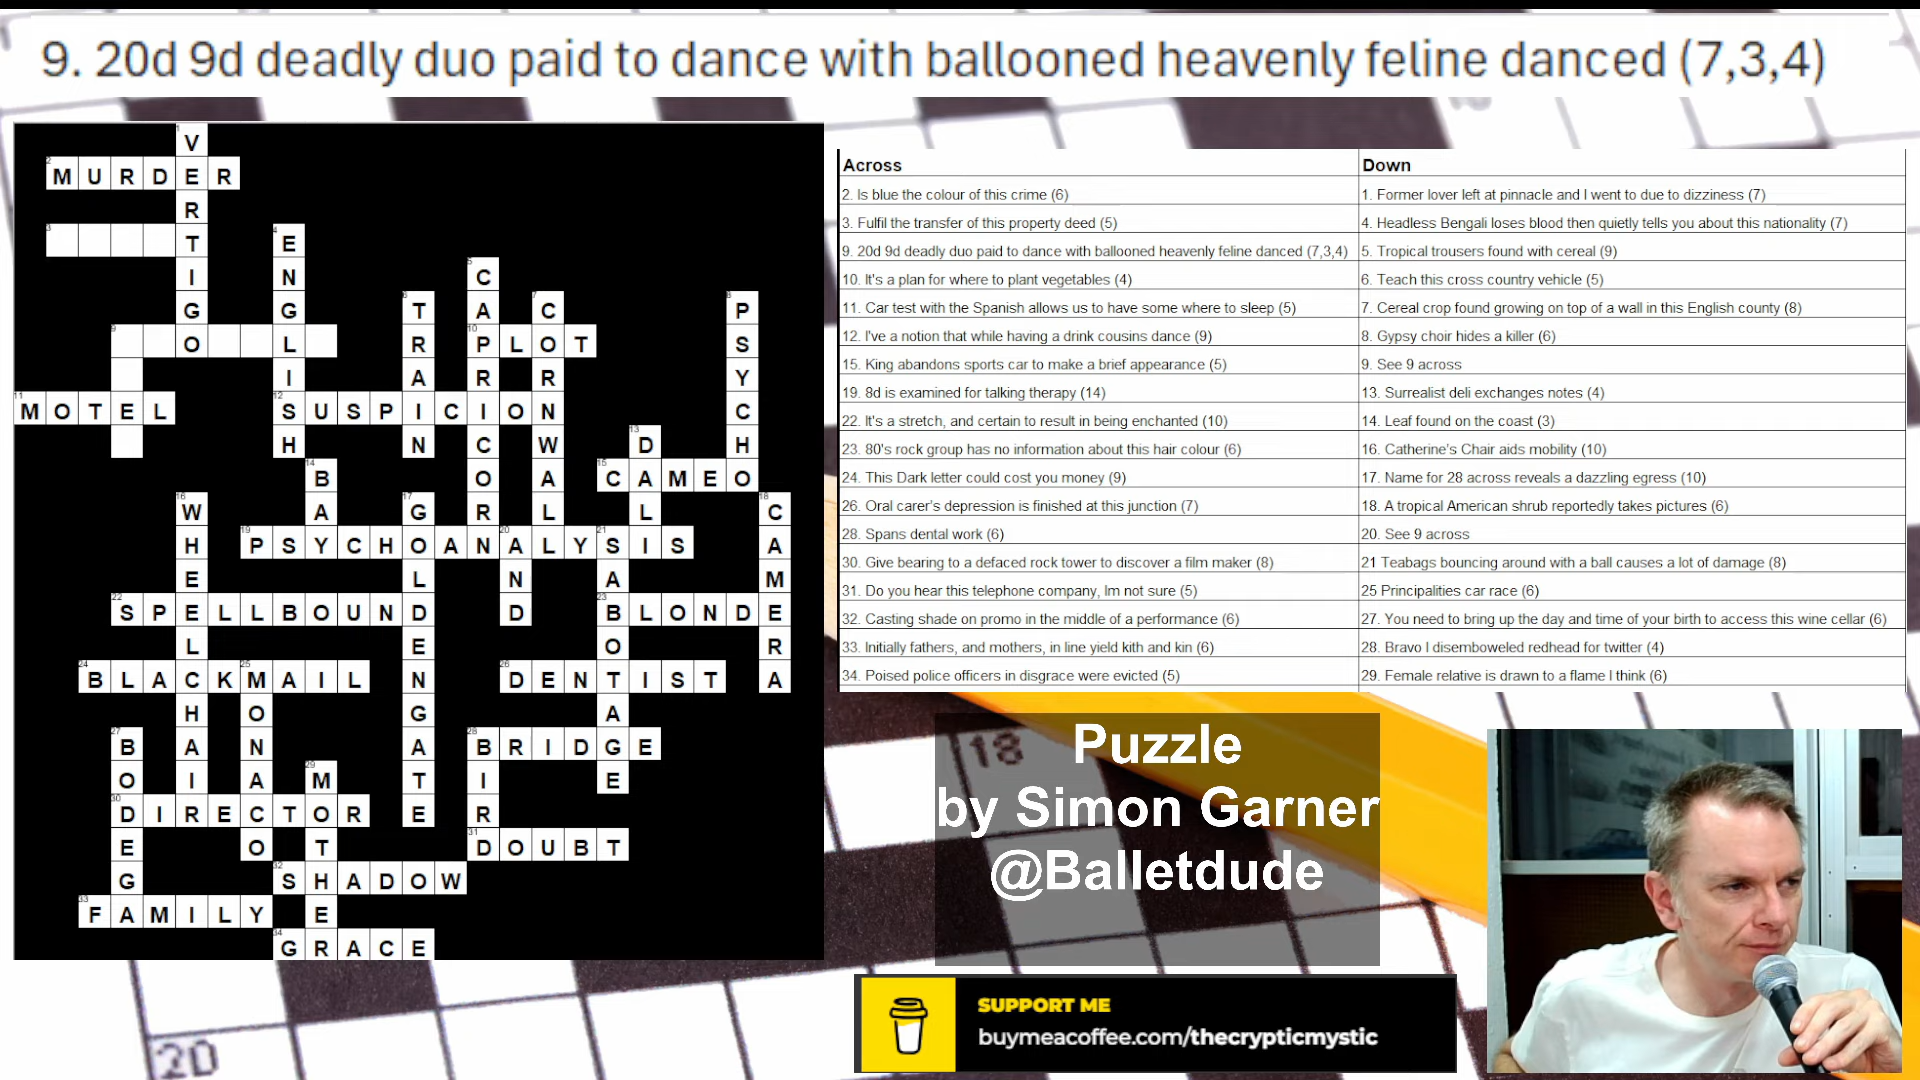 9. 20d 9d deadly duo paid to dance with ballooned heavenly feline danced (7,3,4)
V
MURDER
R
T
E
I
N
C
G
G
T
A
C
P
O
L
R
PLOT
S
I
A
R
R
Y
MOTEL
SUSPICION
N
C
H
N
C
W
D
H
B
O
A
CAMEO
W
A
G
R
L
L
C
H
PSYCHOANALYSIS
A
E
L
N
A
M
SPELLBOUND
D
BLONDE
L
E
O
R
BLACKMAIL
N
DENTIST
A
H
O
G
A
B
A
N
A
BRIDGE
O
I
A
M
T
I
E
DIRECTOR
E
R
E
O
T
DOUBT
G
SHADOW
FAMILY
E
GRACE
Across
2. Is blue the colour of this crime (6)
3. Fulfil the transfer of this property deed (5)
9. 20d 9d deadly duo paid to dance with ballooned heavenly feline danced (7,3,4)
10. It's a plan for where to plant vegetables (4)
11. Car test with the Spanish allows us to have some where to sleep (5)
12. I've a notion that while having a drink cousins dance (9)
15. King abandons sports car to make a brief appearance (5)
19. 8d is examined for talking therapy (14)
22. It's a stretch, and certain to result in being enchanted (10)
23. 80's rock group has no information about this hair colour (6)
24. This Dark letter could cost you money (9)
26. Oral carer's depression is finished at this junction (7)
28. Spans dental work (6)
30. Give bearing to a defaced rock tower to discover a film maker (8)
31. Do you hear this telephone company, Im not sure (5)
32. Casting shade on promo in the middle of a performance (6)
33. Initially fathers, and mothers, in line yield kith and kin (6)
34. Poised police officers in disgrace were evicted (5)
Down
1. Former lover left at pinnacle and I went to due to dizziness (7)
4. Headless Bengali loses blood then quietly tells you about this nationality (7)
5. Tropical trousers found with cereal (9)
6. Teach this cross country vehicle (5)
7. Cereal crop found growing on top of a wall in this English county (8)
8. Gypsy choir hides a killer (6)
9. See 9 across
13. Surrealist deli exchanges notes (4)
14. Leaf found on the coast (3)
16. Catherine's Chair aids mobility (10)
17. Name for 28 across reveals a dazzling egress (10)
18. A tropical American shrub reportedly takes pictures (6)
20. See 9 across
21 Teabags bouncing around with a ball causes a lot of damage (8)
25 Principalities car race (6)
27. You need to bring up the day and time of your birth to access this wine cellar (6)
28. Bravo I disemboweled redhead for twitter (4)
29. Female relative is drawn to a flame I think (6)
Puzzle
by Simon Garner
@Balletdude
18
20
SUPPORT ME
buymeacoffee.com/thecrypticmystic